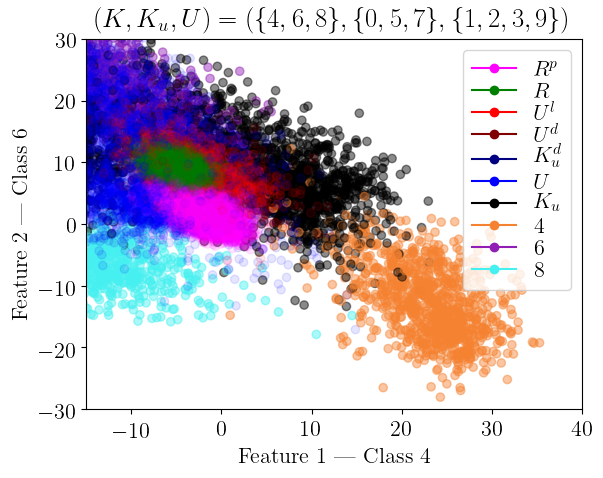 (K, K_u, U) = ({4, 6, 8}, {0, 5, 7}, {1, 2, 3, 9})
30
20
10
0
−10
−20
−30
Feature 2 — Class 6
R^p
R
U^l
U^d
K_u^d
U
K_u
4
6
8
−10
0
10
20
30
40
Feature 1 — Class 4